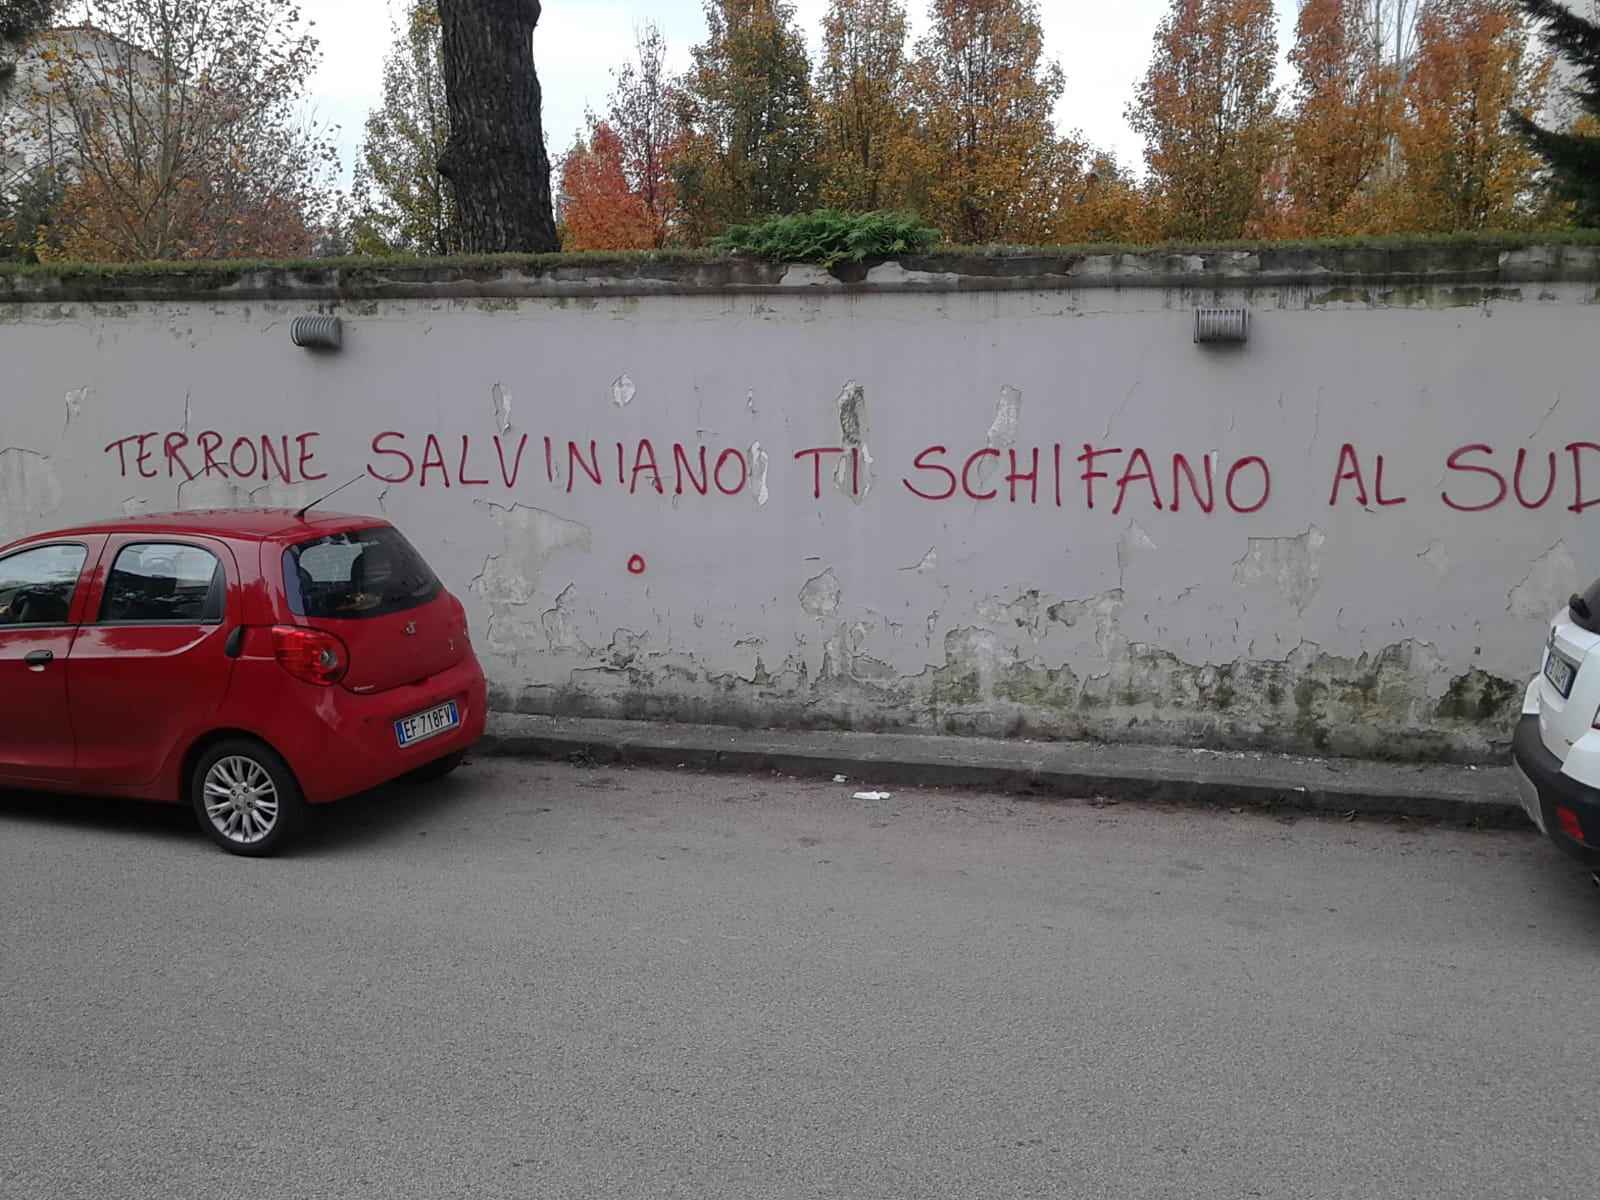 TERRONE SALVINIANO TI SCHIFANO AL SUD
EF 718FV